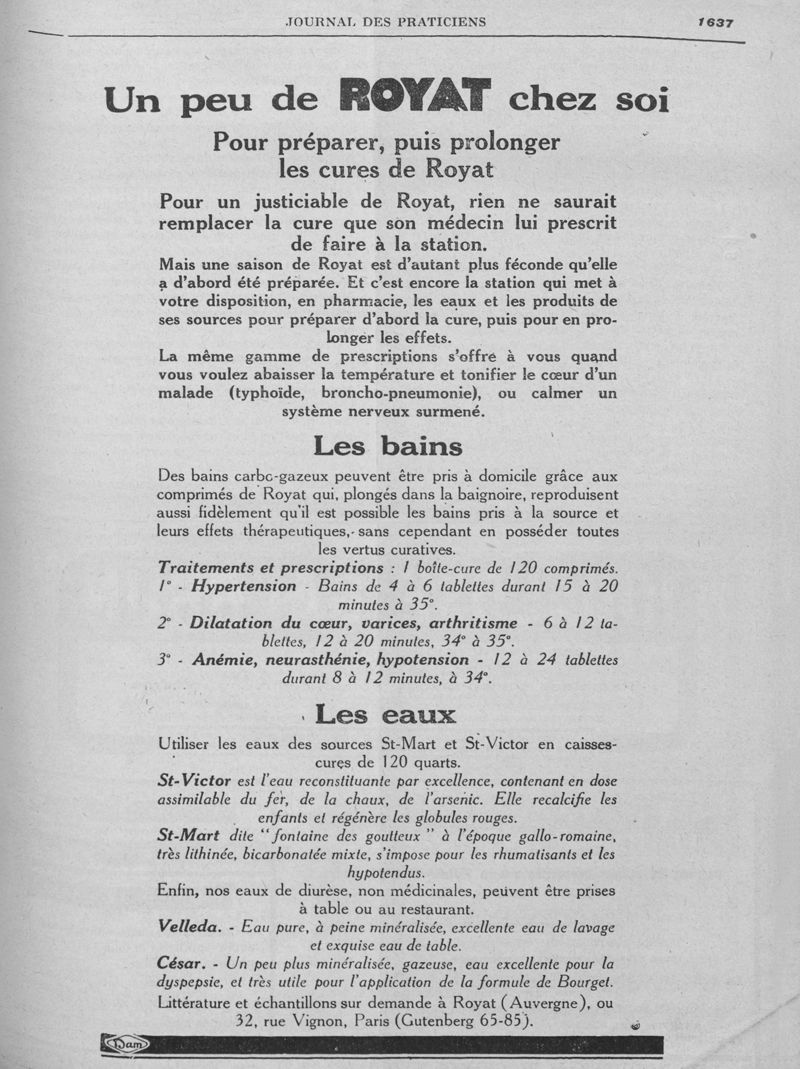 JOURNAL DES PRATICIENS 1637
Un peu de ROYAT chez soi
Pour préparer, puis prolonger
les cures de Royat
Pour un justiciable de Royat, rien ne saurait
remplacer la cure que son médecin lui prescrit
de faire à la station.
Mais une saison de Royat est d'autant plus féconde qu'elle
a d'abord été préparée. Et c'est encore la station qui met à
votre disposition, en pharmacie, les eaux et les produits de
ses sources pour préparer d'abord la cure, puis pour en pro-
longer les effets.
La même gamme de prescriptions s'offre à vous quand
vous voulez abaisser la température et tonifier le cœur d'un
malade (typhoïde, broncho-pneumonie), ou calmer un
système nerveux surmené.
Les bains
Des bains carbo-gazeux peuvent être pris à domicile grâce aux
comprimés de Royat qui, plongés dans la baignoire, reproduisent
aussi fidèlement qu'il est possible les bains pris à la source et
leurs effets thérapeutiques, sans cependant en posséder toutes
les vertus curatives.
Traitements et prescriptions : 1 boîte-cure de 120 comprimés.
1° - Hypertension - Bains de 4 à 6 tablettes durant 15 à 20
minutes à 35°.
2° - Dilatation du cœur, varices, arthritisme - 6 à 12 ta-
blettes, 12 à 20 minutes, 34° à 35°.
3° - Anémie, neurasthénie, hypotension - 12 à 24 tablettes
durant 8 à 12 minutes, à 34°.
Les eaux
Utiliser les eaux des sources St-Mart et St-Victor en caisses-
cures de 120 quarts.
St-Victor est l'eau reconstituante par excellence, contenant en dose
assimilable du fer, de la chaux, de l'arsenic. Elle recalcifie les
enfants et régénère les globules rouges.
St-Mart dite "fontaine des goutteux" à l'époque gallo-romaine,
très lithinée, bicarbonatée mixte, s'impose pour les rhumatisants et les
hypotendus.
Enfin, nos eaux de diurèse, non médicinales, peuvent être prises
à table ou au restaurant.
Velleda. - Eau pure, à peine minéralisée, excellente eau de lavage
et exquise eau de table.
César. - Un peu plus minéralisée, gazeuse, eau excellente pour la
dyspepsie, et très utile pour l'application de la formule de Bourget.
Littérature et échantillons sur demande à Royat (Auvergne), ou
32, rue Vignon, Paris (Gutenberg 65-85).
Dam